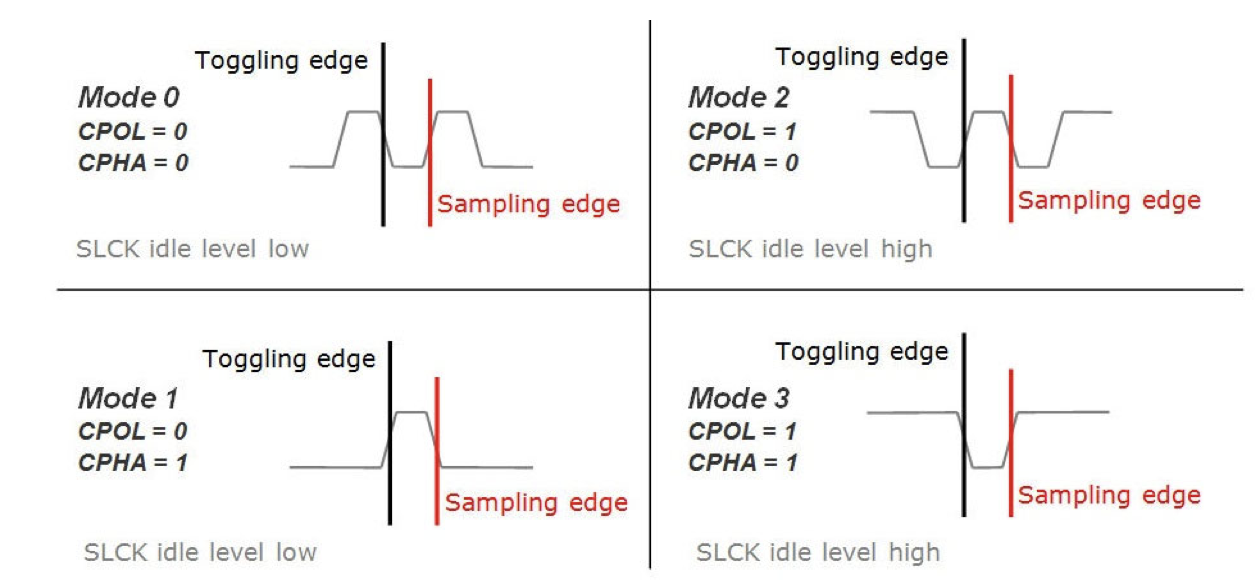 Toggling edge
Mode 0
CPOL = 0
CPHA = 0
Sampling edge
SLCK idle level low
Toggling edge
Mode 2
CPOL = 1
CPHA = 0
Sampling edge
SLCK idle level high
Toggling edge
Mode 1
CPOL = 0
CPHA = 1
Sampling edge
SLCK idle level low
Toggling edge
Mode 3
CPOL = 1
CPHA = 1
Sampling edge
SLCK idle level high